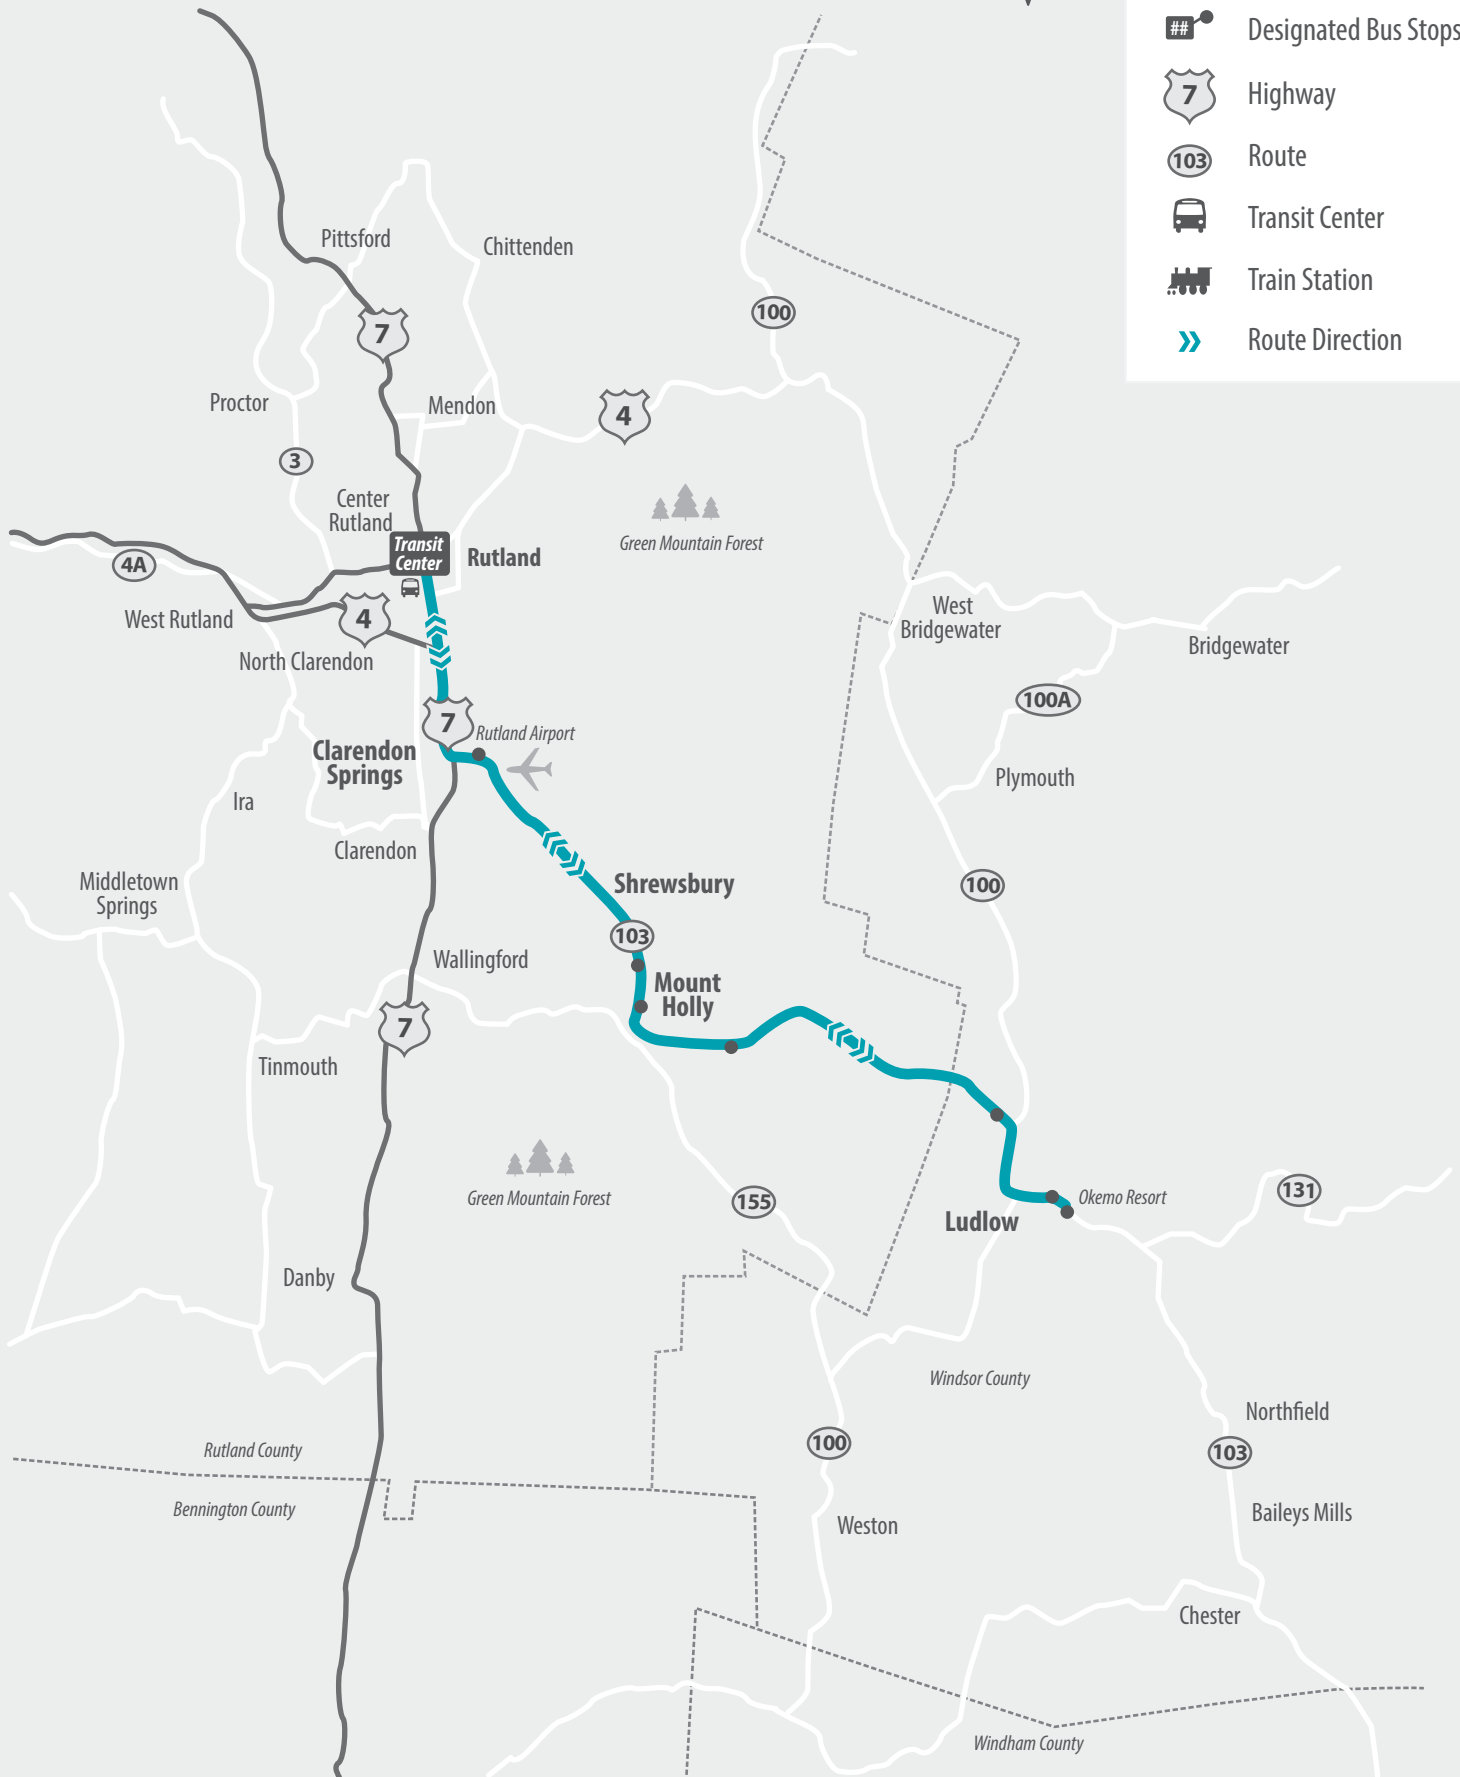 ##
Designated Bus Stops
7
Highway
103
Route
Transit Center
Train Station
Route Direction
Pittsford
Chittenden
100
7
Proctor
Mendon
4
3
Center
Rutland
Transit
Center
Rutland
Green Mountain Forest
4A
West Rutland
4
North Clarendon
West
Bridgewater
Bridgewater
100A
7
Rutland Airport
Clarendon
Springs
Plymouth
Ira
Clarendon
Middletown
Springs
Shrewsbury
100
103
Wallingford
Mount
Holly
7
Tinmouth
Green Mountain Forest
155
Okemo Resort
131
Ludlow
Danby
Windsor County
Northfield
100
103
Rutland County
Bennington County
Weston
Baileys Mills
Chester
Windham County